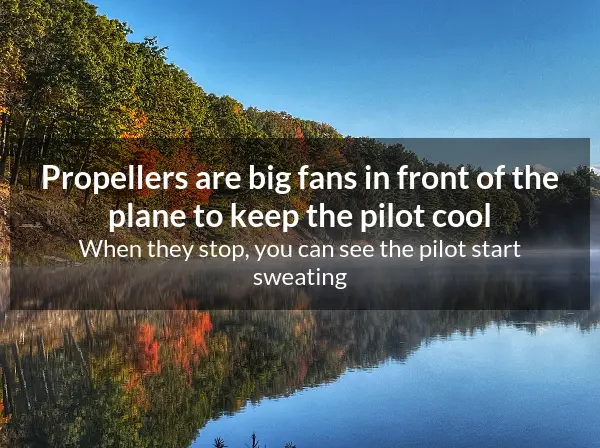 Propellers are big fans in front of the
plane to keep the pilot cool
When they stop, you can see the pilot start
sweating